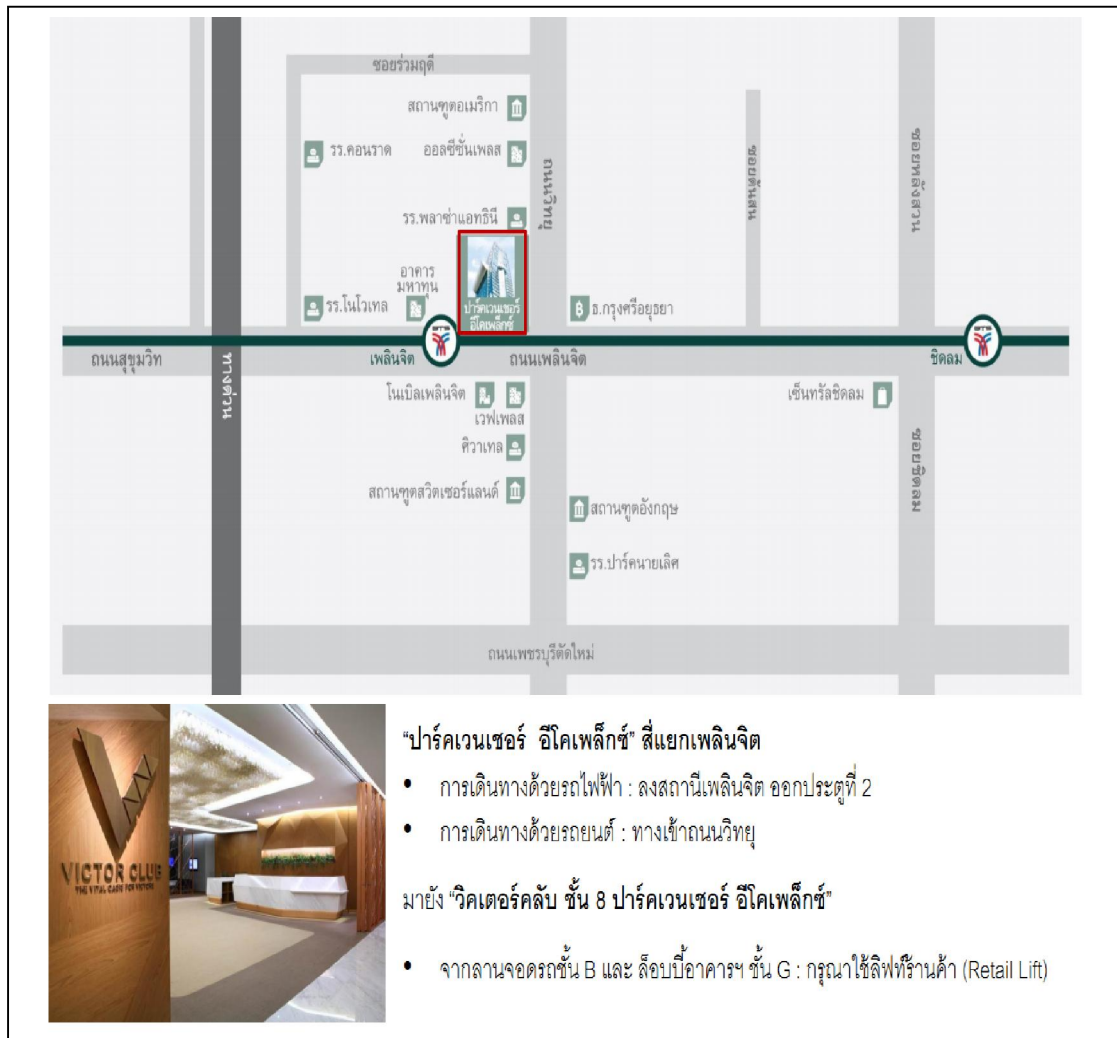 ซอยร่วมฤดี
สถานฑูตอเมริกา
รร.คอนราด
ออลซีซั่นเพลส
ถนนวิทยุ
ซอยต้นสน
ซอยหลังสวน
รร.พลาซ่าแอทธินี
อาคาร
มหาทุน
รร.โนโวเทล
ปาร์คเวนเชอร์
อีโคเพล็กซ์
ธ.กรุงศรีอยุธยา
ถนนสุขุมวิท
ทางด่วน
เพลินจิต
ถนนเพลินจิต
ชิดลม
โนเบิลเพลินจิต
เวฟเพลส
เซ็นทรัลชิดลม
ศิวาเทล
ซอยชิดลม
สถานฑูตสวิตเซอร์แลนด์
สถานฑูตอังกฤษ
รร.ปาร์คนายเลิศ
ถนนเพชรบุรีตัดใหม่
VICTOR CLUB
THE VITAL CASE FOR VICTORS
“ปาร์คเวนเชอร์ อีโคเพล็กซ์” สี่แยกเพลินจิต
• การเดินทางด้วยรถไฟฟ้า : ลงสถานีเพลินจิต ออกประตูที่ 2
• การเดินทางด้วยรถยนต์ : ทางเข้าถนนวิทยุ
มายัง “วิคเตอร์คลับ ชั้น 8 ปาร์คเวนเชอร์ อีโคเพล็กซ์”
• จากลานจอดรถชั้น B และ ล็อบบี้อาคารฯ ชั้น G : กรุณาใช้ลิฟท์ร้านค้า (Retail Lift)